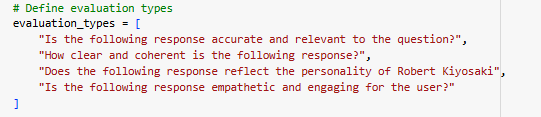 # Define evaluation types
evaluation_types = [
"Is the following response accurate and relevant to the question?",
"How clear and coherent is the following response?",
"Does the following response reflect the personality of Robert Kiyosaki",
"Is the following response empathetic and engaging for the user?"
]